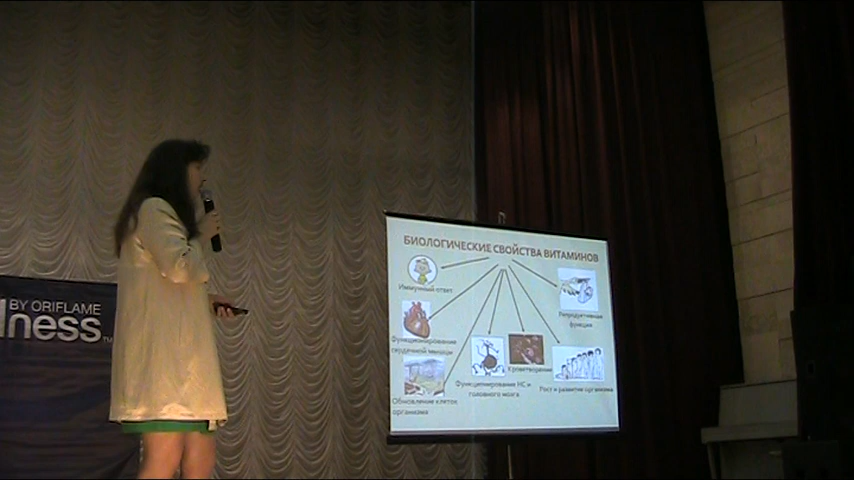 BY ORIFLAME
lness™
БИОЛОГИЧЕСКИЕ СВОЙСТВА ВИТАМИНОВ
Иммунный ответ
Функционирование
сердечной мышцы
Обновление клеток
организма
Функционирование НС и
головного мозга
Кроветворение
Рост и развитие организма
Репродуктивная
функция